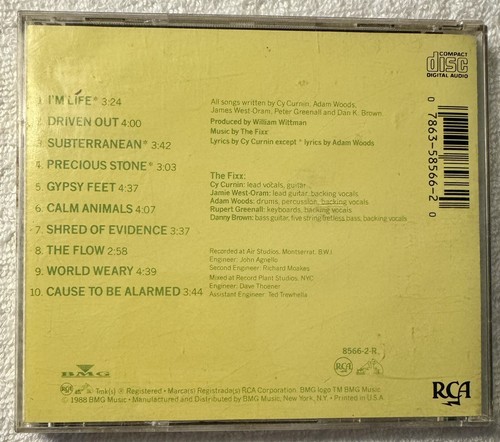 COMPACT
disc
DIGITAL AUDIO
1. I'M LIFE* 3:24
2. DRIVEN OUT 4:00
3. SUBTERRANEAN* 3:42
4. PRECIOUS STONE* 3:03
5. GYPSY FEET 4:37
6. CALM ANIMALS 4:07
7. SHRED OF EVIDENCE 3:37
8. THE FLOW 2:58
9. WORLD WEARY 4:39
10. CAUSE TO BE ALARMED 3:44
All songs written by Cy Curnin, Adam Woods,
James West-Oram, Peter Greenall and Dan K. Brown
Produced by William Wittman
Music by The Fixx
Lyrics by Cy Curnin except * lyrics by Adam Woods
The Fixx:
Cy Curnin: lead vocals, guitar
Jamie West-Oram: lead guitar, backing vocals
Adam Woods: drums, percussion, backing vocals
Rupert Greenall: keyboards, backing vocals
Danny Brown: bass guitar, five string fretless bass, backing vocals
Recorded at Air Studios, Montserrat, B.W.I
Engineer: John Agnello
Second Engineer: Richard Moakes
Mixed at Record Plant Studios, NYC
Engineer: Dave Thoener
Assistant Engineer: Ted Trewhella
0 7863-58566-2 0
8566-2-R
BMG
RCA
RCA
RCA
Tmk(s) ® Registered • Marca(s) Registrada(s) RCA Corporation. BMG logo TM BMG Music
© 1988 BMG Music • Manufactured and Distributed by BMG Music, New York, N.Y. • Printed in U.S.A.